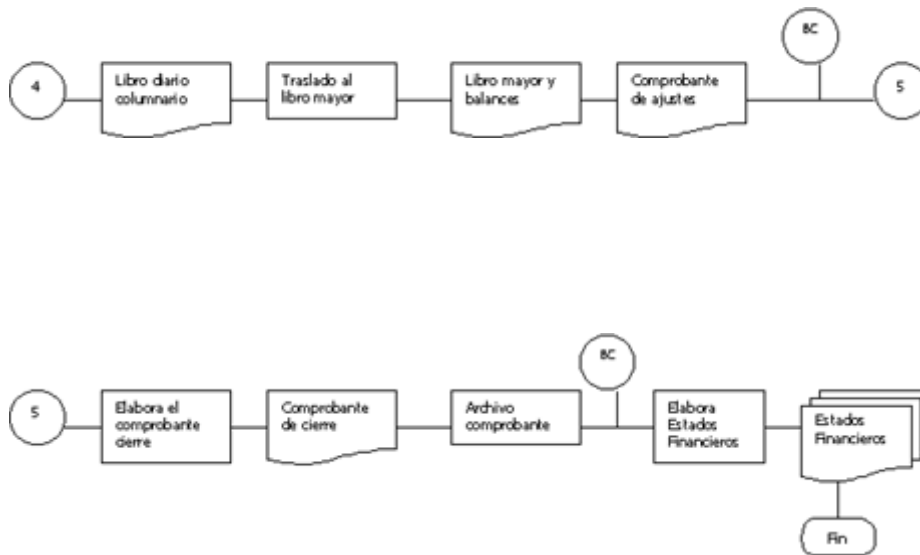 BC
4
Libro diario
columnario
Traslado al
libro mayor
Libro mayor y
balances
Comprobante
de ajustes
5
BC
5
Elabora el
comprobante
cierre
Comprobante
de cierre
Archivo
comprobante
Elabora
Estados
Financieros
Estados
Financieros
Fin